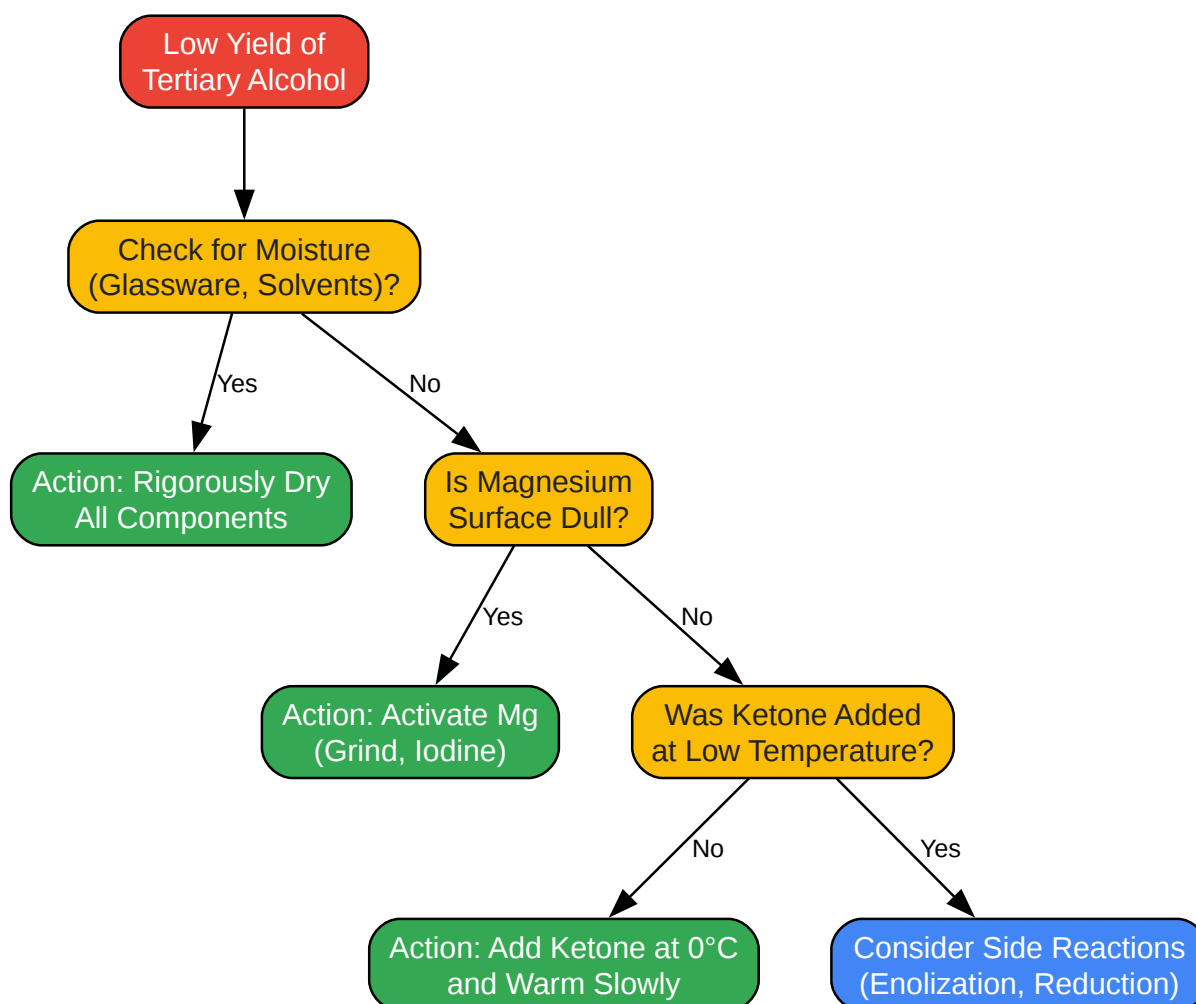 Low Yield of
Tertiary Alcohol
Check for Moisture
(Glassware, Solvents)?
Yes
No
Action: Rigorously Dry
All Components
Is Magnesium
Surface Dull?
Yes
No
Action: Activate Mg
(Grind, Iodine)
Was Ketone Added
at Low Temperature?
No
Yes
Action: Add Ketone at 0°C
and Warm Slowly
Consider Side Reactions
(Enolization, Reduction)